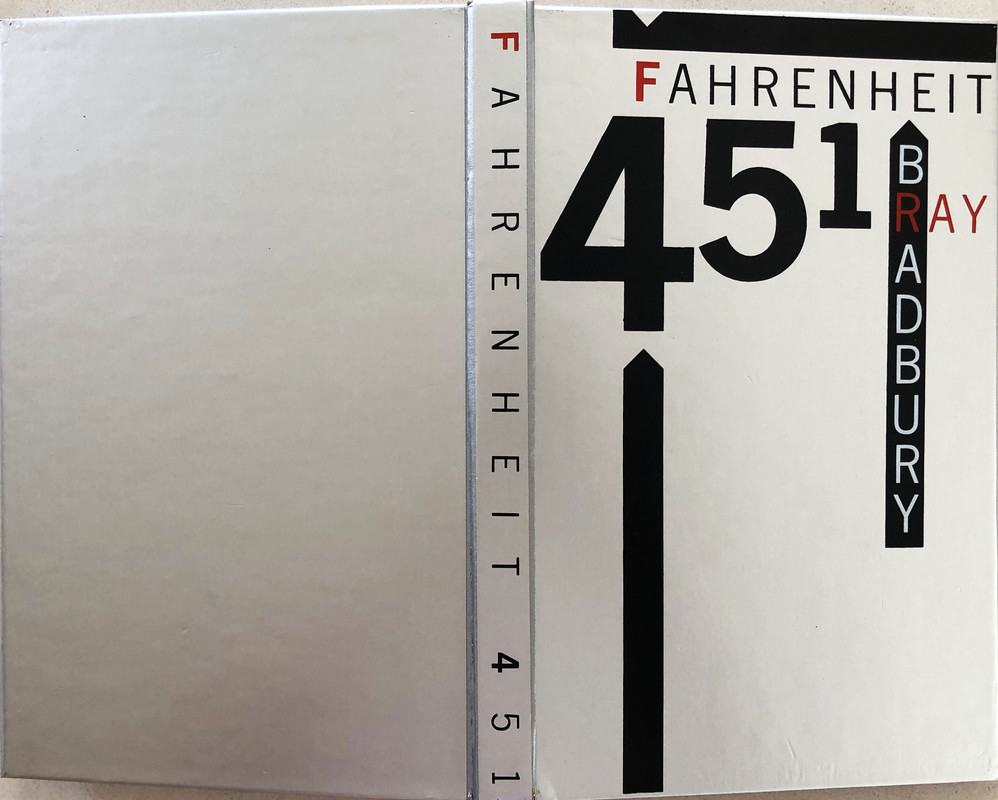 FAHRENHEIT 451
FAHRENHEIT
451
RAY
BRADBURY